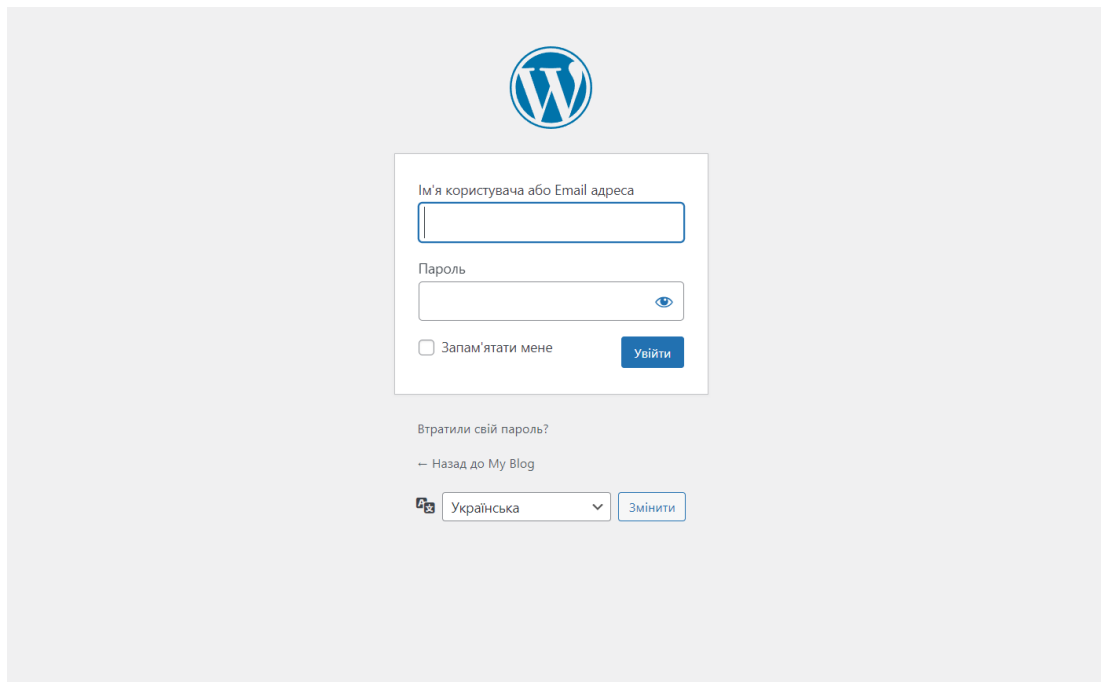 Ім'я користувача або Email адреса
Пароль
Запам'ятати мене
Увійти
Втратили свій пароль?
← Назад до My Blog
Українська
Змінити